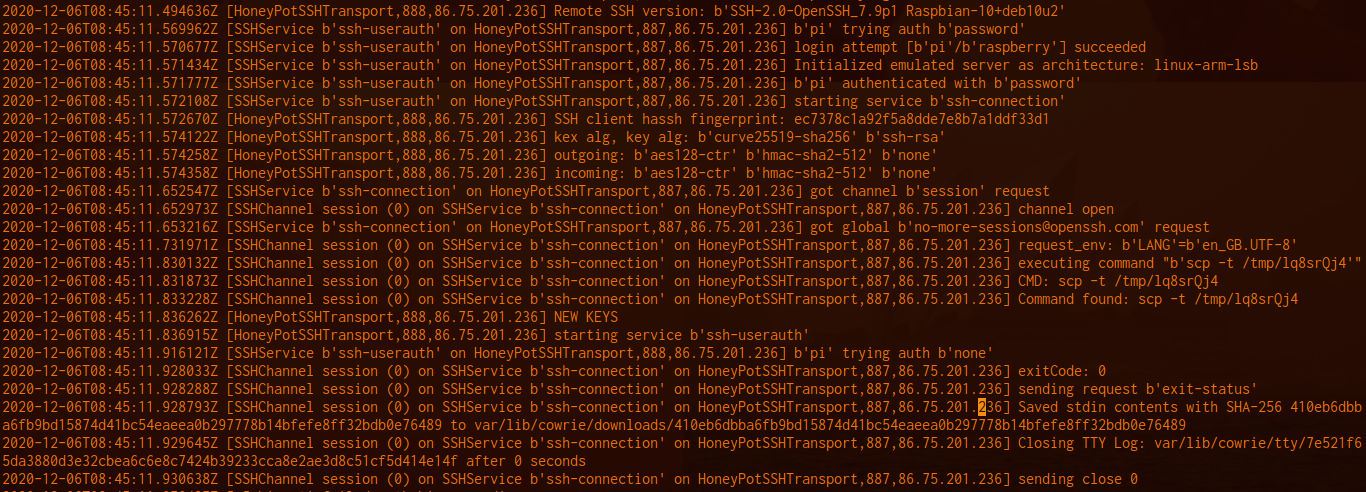 2020-12-06T08:45:11.494636Z [HoneyPotSSHTransport,888,86.75.201.236] Remote SSH version: b'SSH-2.0-OpenSSH_7.9p1 Raspbian-10+deb10u2'
2020-12-06T08:45:11.569962Z [SSHService b'ssh-userauth' on HoneyPotSSHTransport,887,86.75.201.236] b'pi' trying auth b'password'
2020-12-06T08:45:11.570677Z [SSHService b'ssh-userauth' on HoneyPotSSHTransport,887,86.75.201.236] login attempt [b'pi'/b'raspberry'] succeeded
2020-12-06T08:45:11.571434Z [SSHService b'ssh-userauth' on HoneyPotSSHTransport,887,86.75.201.236] Initialized emulated server as architecture: linux-arm-lsb
2020-12-06T08:45:11.571777Z [SSHService b'ssh-userauth' on HoneyPotSSHTransport,887,86.75.201.236] b'pi' authenticated with b'password'
2020-12-06T08:45:11.572108Z [SSHService b'ssh-userauth' on HoneyPotSSHTransport,887,86.75.201.236] starting service b'ssh-connection'
2020-12-06T08:45:11.572670Z [HoneyPotSSHTransport,888,86.75.201.236] SSH client hassh fingerprint: ec7378c1a92f5a8dde7e8b7a1ddf33d1
2020-12-06T08:45:11.574122Z [HoneyPotSSHTransport,888,86.75.201.236] kex alg, key alg: b'curve25519-sha256' b'ssh-rsa'
2020-12-06T08:45:11.574258Z [HoneyPotSSHTransport,888,86.75.201.236] outgoing: b'aes128-ctr' b'hmac-sha2-512' b'none'
2020-12-06T08:45:11.574358Z [HoneyPotSSHTransport,888,86.75.201.236] incoming: b'aes128-ctr' b'hmac-sha2-512' b'none'
2020-12-06T08:45:11.652547Z [SSHService b'ssh-connection' on HoneyPotSSHTransport,887,86.75.201.236] got channel b'session' request
2020-12-06T08:45:11.652973Z [SSHChannel session (0) on SSHService b'ssh-connection' on HoneyPotSSHTransport,887,86.75.201.236] channel open
2020-12-06T08:45:11.653216Z [SSHService b'ssh-connection' on HoneyPotSSHTransport,887,86.75.201.236] got global b'no-more-sessions@openssh.com' request
2020-12-06T08:45:11.731971Z [SSHChannel session (0) on SSHService b'ssh-connection' on HoneyPotSSHTransport,887,86.75.201.236] request_env: b'LANG'=b'en_GB.UTF-8'
2020-12-06T08:45:11.830132Z [SSHChannel session (0) on SSHService b'ssh-connection' on HoneyPotSSHTransport,887,86.75.201.236] executing command "b'scp -t /tmp/lq8srQj4'"
2020-12-06T08:45:11.831873Z [SSHChannel session (0) on SSHService b'ssh-connection' on HoneyPotSSHTransport,887,86.75.201.236] CMD: scp -t /tmp/lq8srQj4
2020-12-06T08:45:11.833228Z [SSHChannel session (0) on SSHService b'ssh-connection' on HoneyPotSSHTransport,887,86.75.201.236] Command found: scp -t /tmp/lq8srQj4
2020-12-06T08:45:11.836262Z [HoneyPotSSHTransport,888,86.75.201.236] NEW KEYS
2020-12-06T08:45:11.836915Z [HoneyPotSSHTransport,888,86.75.201.236] starting service b'ssh-userauth'
2020-12-06T08:45:11.916121Z [SSHService b'ssh-userauth' on HoneyPotSSHTransport,888,86.75.201.236] b'pi' trying auth b'none'
2020-12-06T08:45:11.928033Z [SSHChannel session (0) on SSHService b'ssh-connection' on HoneyPotSSHTransport,887,86.75.201.236] exitCode: 0
2020-12-06T08:45:11.928288Z [SSHChannel session (0) on SSHService b'ssh-connection' on HoneyPotSSHTransport,887,86.75.201.236] sending request b'exit-status'
2020-12-06T08:45:11.928793Z [SSHChannel session (0) on SSHService b'ssh-connection' on HoneyPotSSHTransport,887,86.75.201.236] Saved stdin contents with SHA-256 410eb6dbb
a6fb9bd15874d41bc54eaeea0b297778b14bfefe8ff32bdb0e76489 to var/lib/cowrie/downloads/410eb6dbba6fb9bd15874d41bc54eaeea0b297778b14bfefe8ff32bdb0e76489
2020-12-06T08:45:11.929645Z [SSHChannel session (0) on SSHService b'ssh-connection' on HoneyPotSSHTransport,887,86.75.201.236] Closing TTY Log: var/lib/cowrie/tty/7e521f6
5da3880d3e32cbea6c6e8c7424b39233cca8e2ae3d8c51cf5d414e14f after 0 seconds
2020-12-06T08:45:11.930638Z [SSHChannel session (0) on SSHService b'ssh-connection' on HoneyPotSSHTransport,887,86.75.201.236] sending close 0